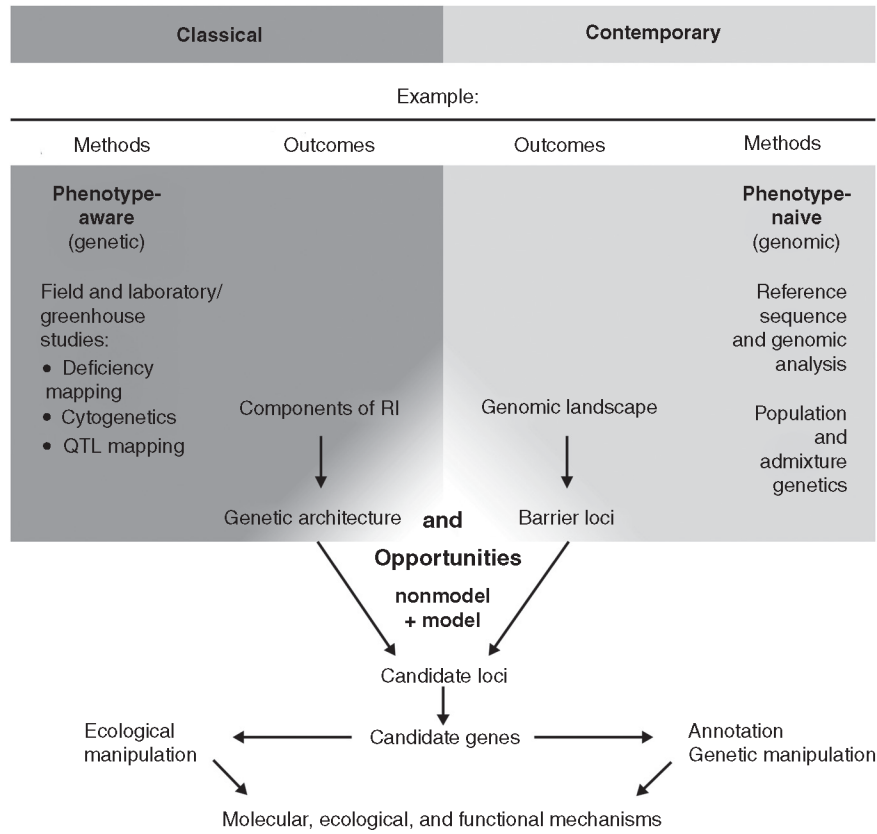 Classical
Contemporary
Example:
Methods
Outcomes
Outcomes
Methods
Phenotype-
aware
(genetic)
Field and laboratory/
greenhouse
studies:
• Deficiency
mapping
• Cytogenetics
• QTL mapping
Components of RI
Genetic architecture
Genomic landscape
Barrier loci
Phenotype-
naive
(genomic)
Reference
sequence
and genomic
analysis
Population
and
admixture
genetics
and
Opportunities
nonmodel
+ model
Candidate loci
Candidate genes
Ecological
manipulation
Annotation
Genetic manipulation
Molecular, ecological, and functional mechanisms